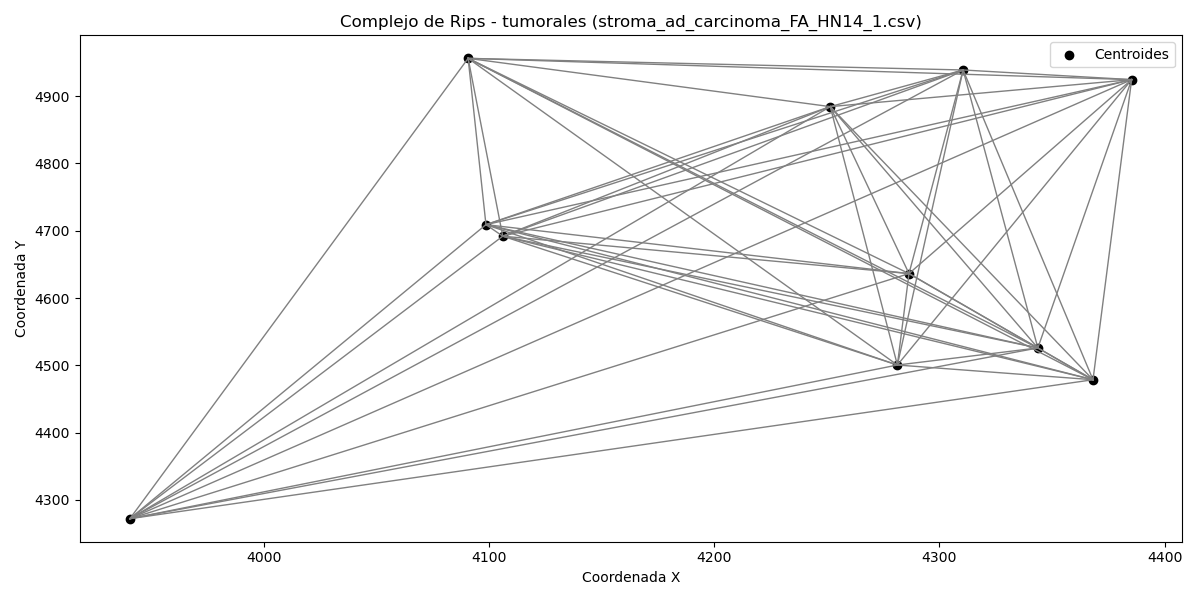 Complejo de Rips - tumorales (stroma_ad_carcinoma_FA_HN14_1.csv)
Centroides
Coordenada Y
4900
4800
4700
4600
4500
4400
4300
4000 4100 4200 4300 4400
Coordenada X